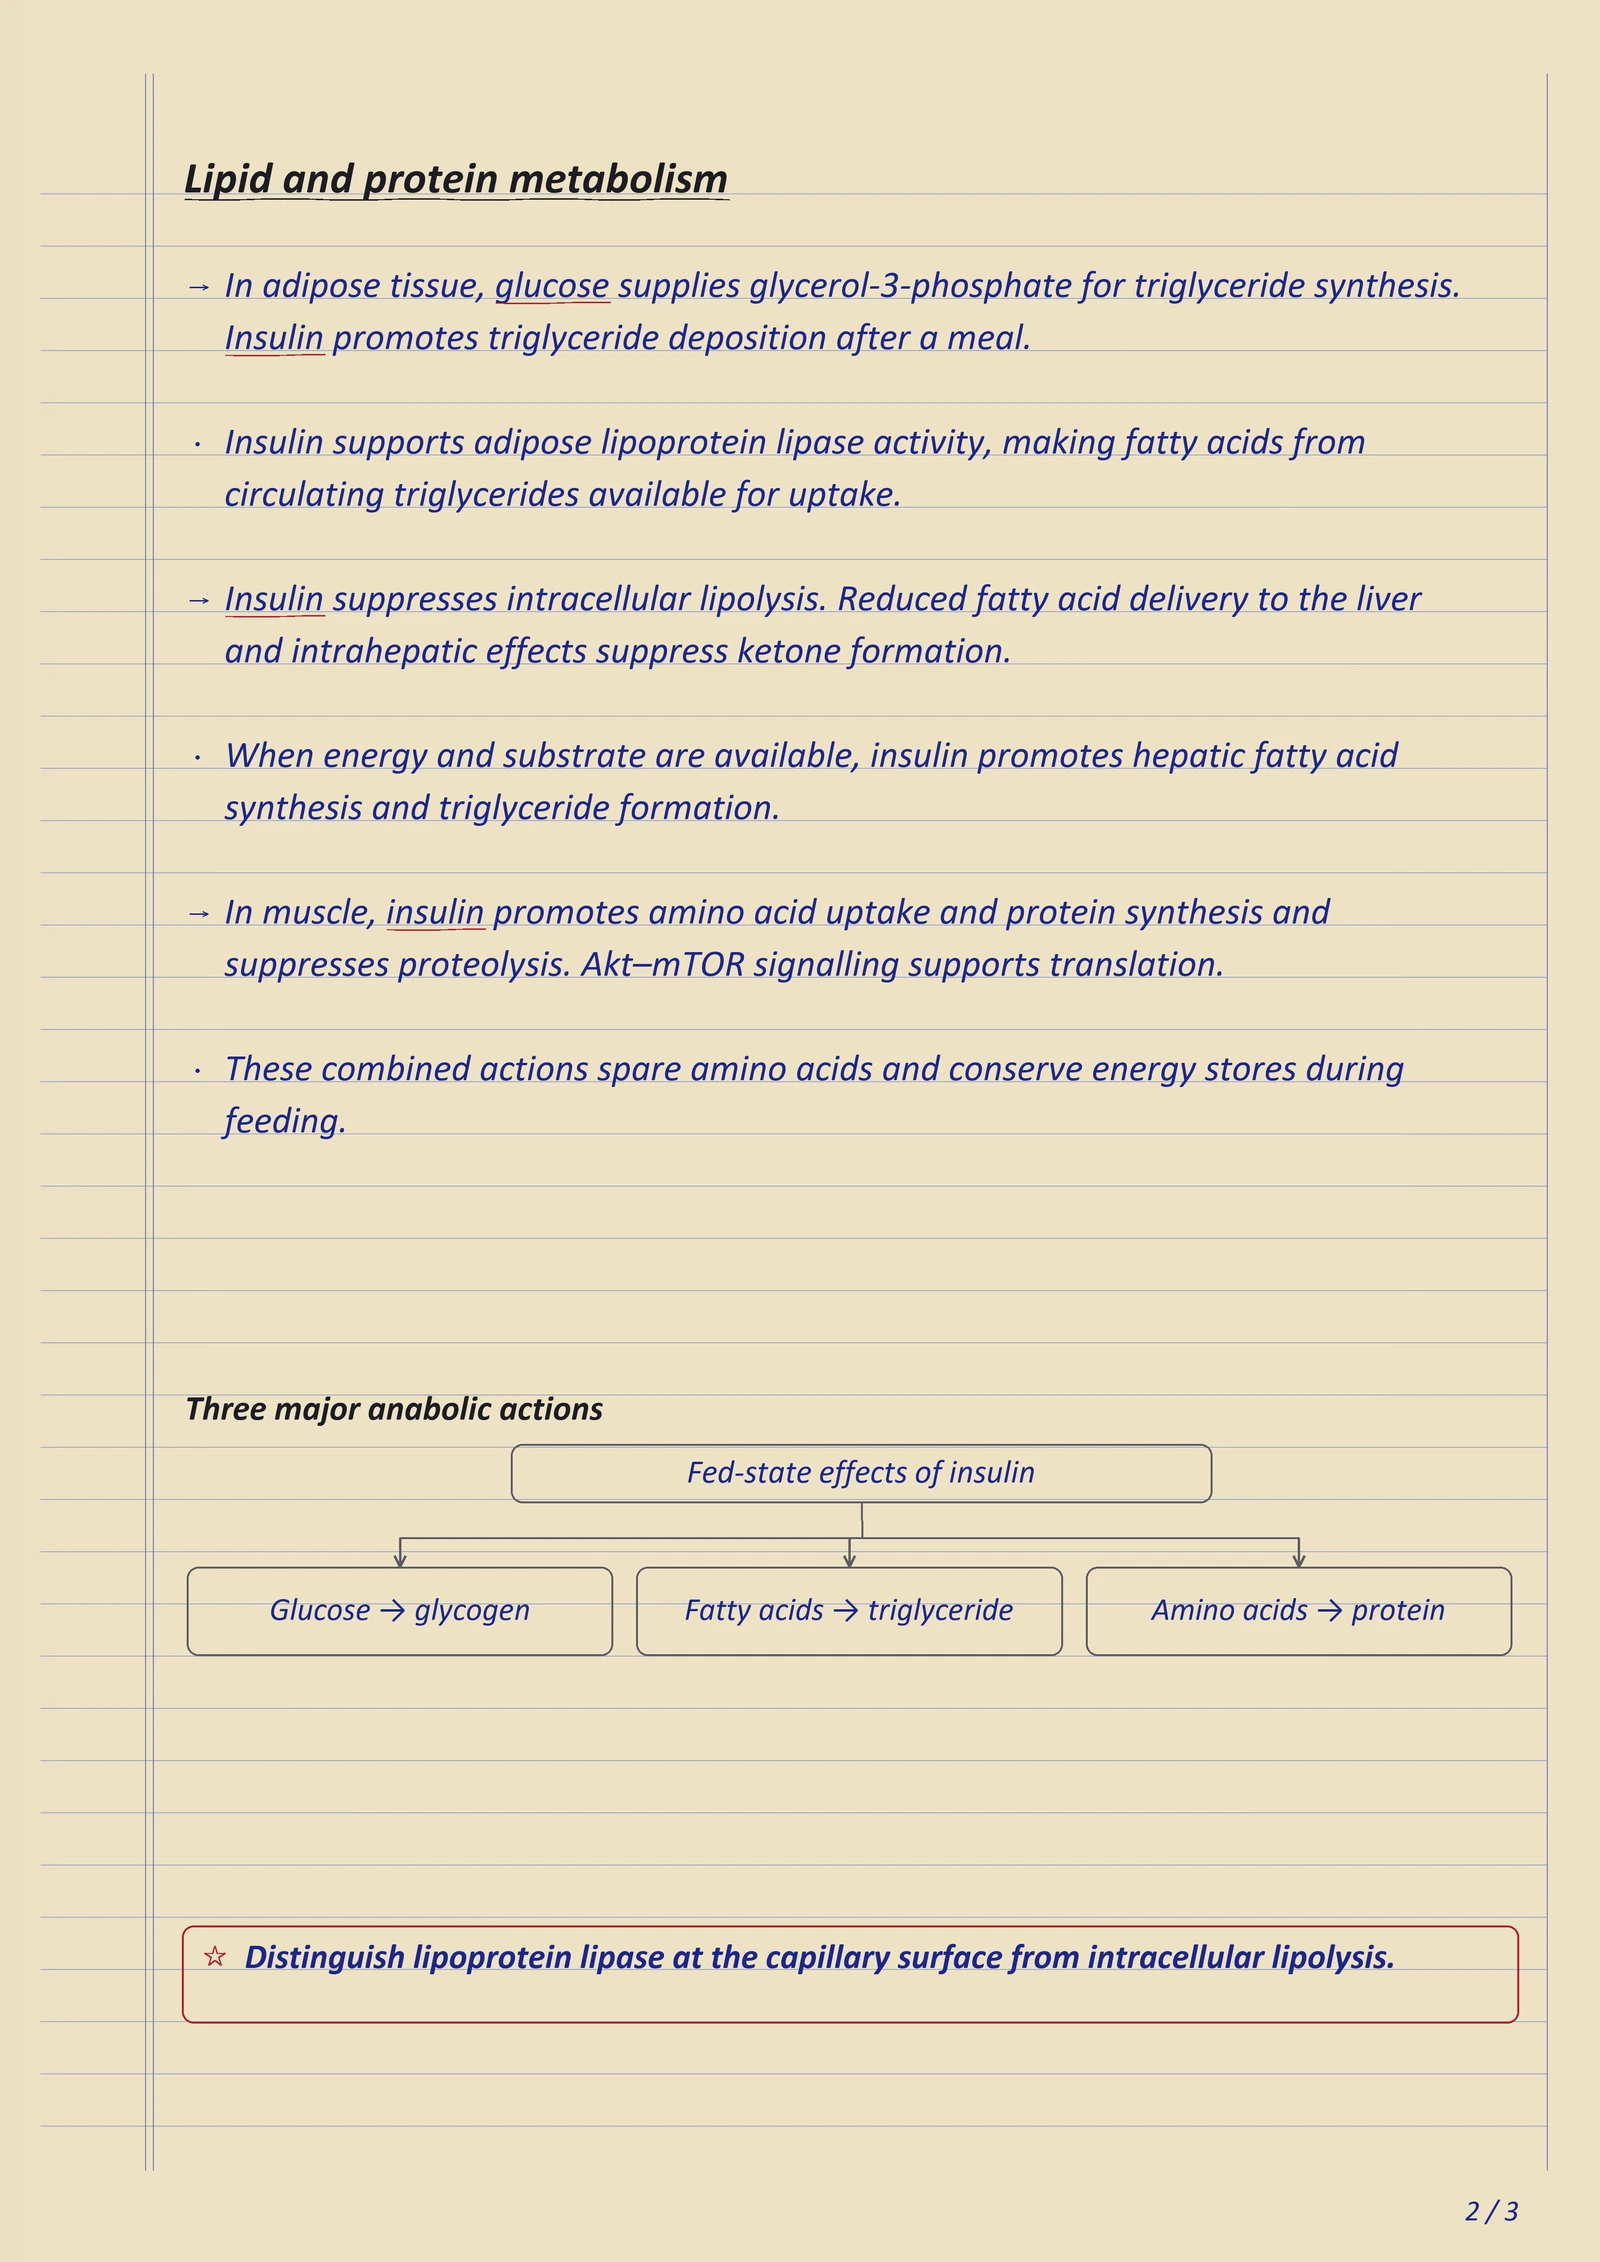 Lipid and protein metabolism
→ In adipose tissue, glucose supplies glycerol-3-phosphate for triglyceride synthesis.
Insulin promotes triglyceride deposition after a meal.
· Insulin supports adipose lipoprotein lipase activity, making fatty acids from
circulating triglycerides available for uptake.
→ Insulin suppresses intracellular lipolysis. Reduced fatty acid delivery to the liver
and intrahepatic effects suppress ketone formation.
· When energy and substrate are available, insulin promotes hepatic fatty acid
synthesis and triglyceride formation.
→ In muscle, insulin promotes amino acid uptake and protein synthesis and
suppresses proteolysis. Akt–mTOR signalling supports translation.
· These combined actions spare amino acids and conserve energy stores during
feeding.
Three major anabolic actions
Fed-state effects of insulin
Glucose → glycogen
Fatty acids → triglyceride
Amino acids → protein
☆ Distinguish lipoprotein lipase at the capillary surface from intracellular lipolysis.
2 / 3